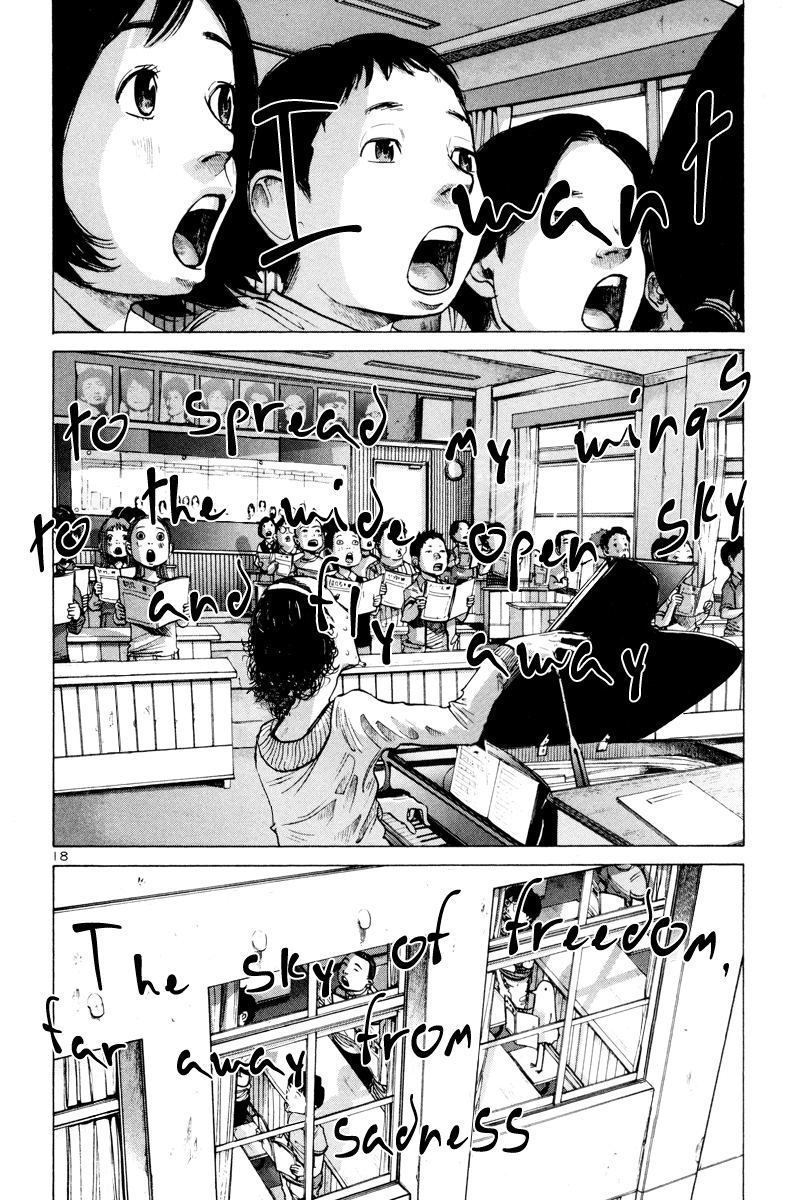 I want
to spread my wings
to the wide open sky
and fly away
18
The sky of freedom,
far away from
sadness